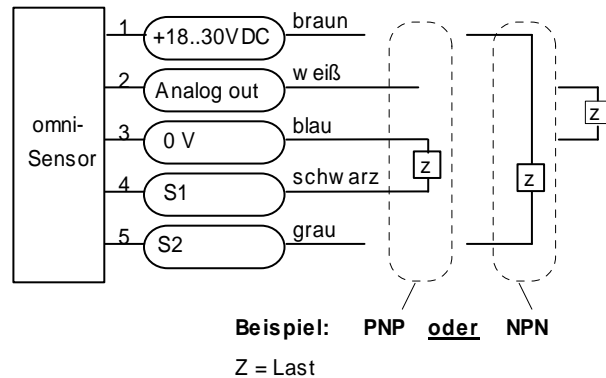 1 +18..30VDC braun
2 Analog out weiß
omni-
Sensor
3 0 V blau
4 S1 schwarz
5 S2 grau
z
z
z
Beispiel: PNP oder NPN
Z = Last